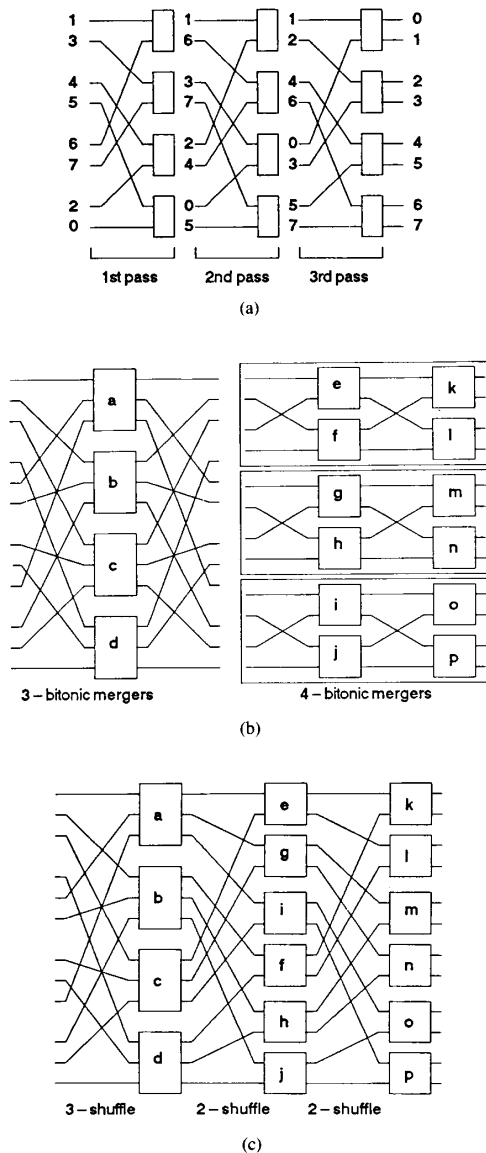 1 1 1 0
3 6 2 1
4 3 4 2
5 7 6 3
6 2 0 4
7 4 3 5
2 0 5 6
0 5 7 7
1st pass 2nd pass 3rd pass
(a)
a e k
f l
b g m
c h n
i o
d j p
3 – bitonic mergers 4 – bitonic mergers
(b)
a e k
g l
b i m
c f n
h o
d j p
3 – shuffle 2 – shuffle 2 – shuffle
(c)